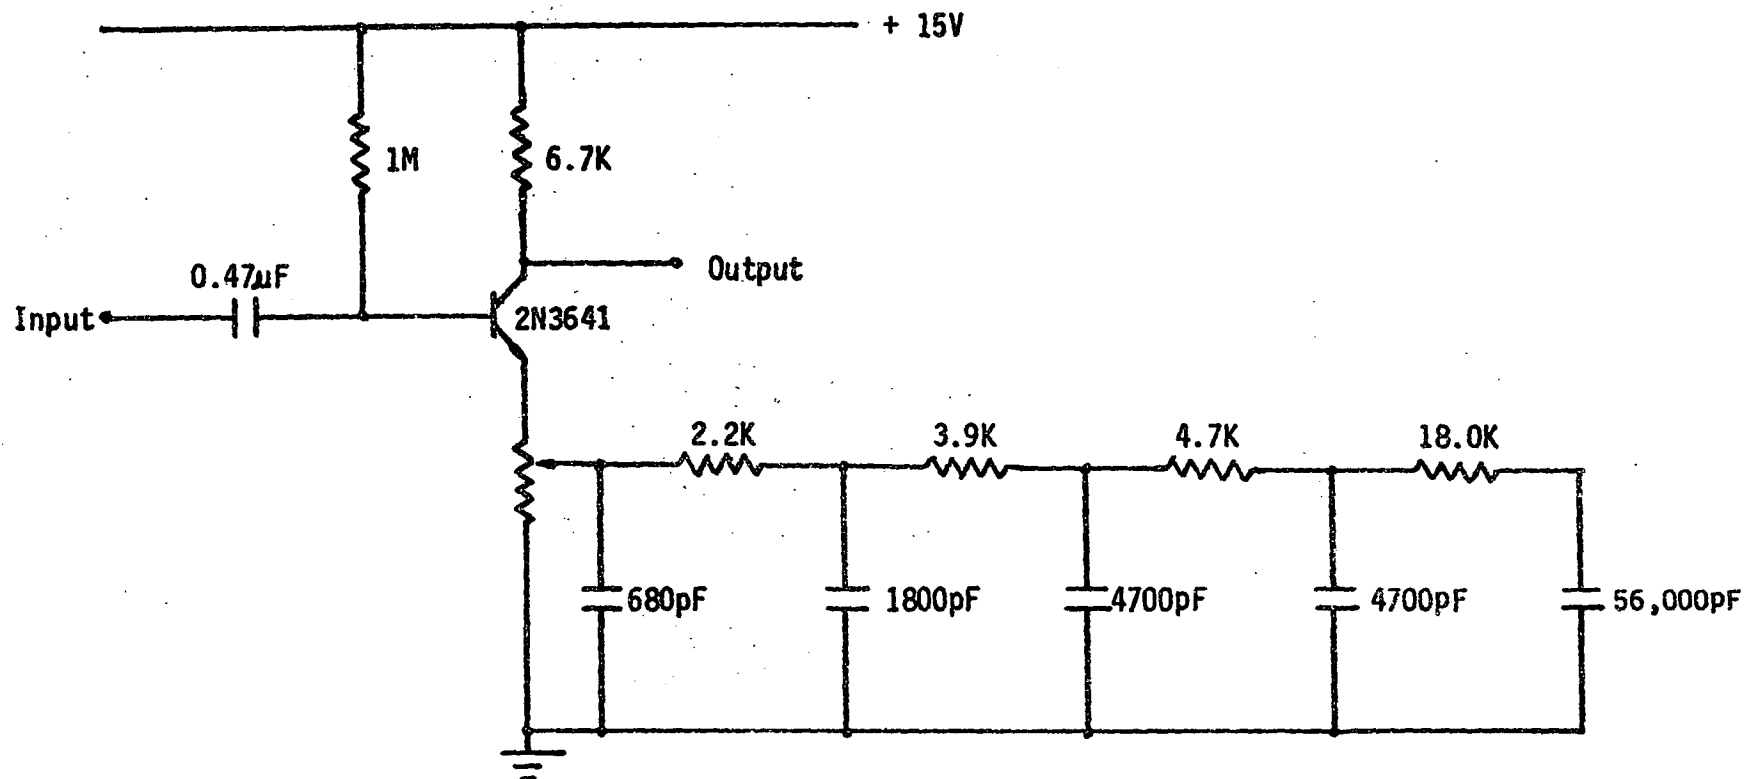 + 15V
1M
6.7K
0.47µF
Output
Input
2N3641
2.2K
3.9K
4.7K
18.0K
680pF
1800pF
4700pF
4700pF
56,000pF